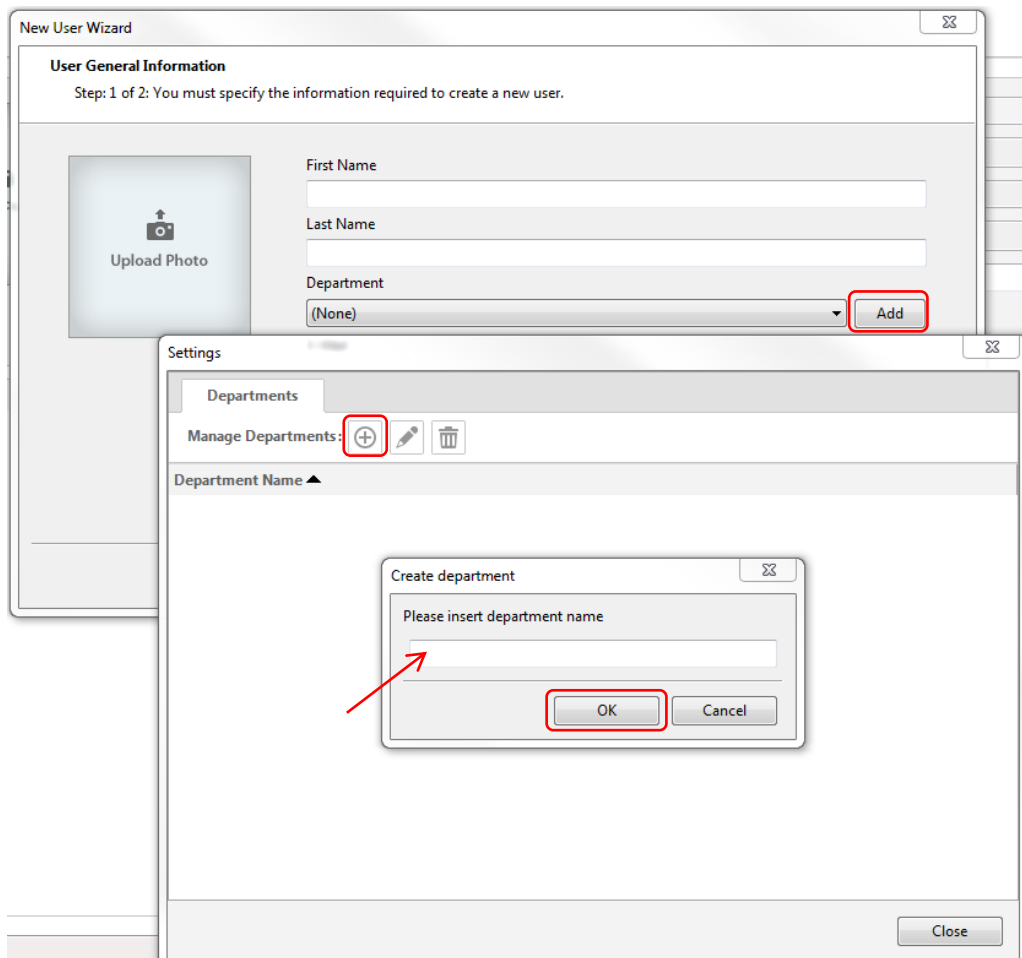 New User Wizard
User General Information
Step: 1 of 2: You must specify the information required to create a new user.
First Name
Upload Photo
Last Name
Department
(None)
Add
Settings
Departments
Manage Departments:
Department Name
Create department
Please insert department name
OK
Cancel
Close